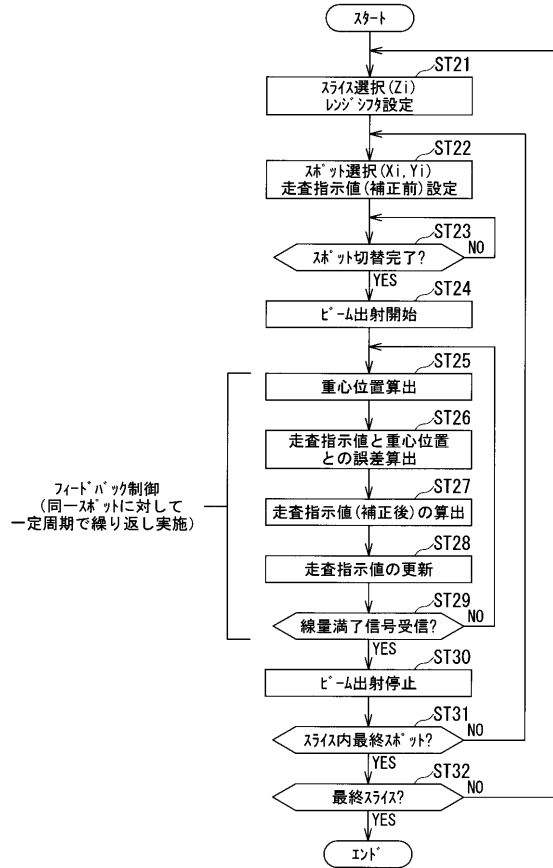 スタート
ST21
スライス選択(Zi)
レンジシフタ設定
ST22
スポット選択(Xi,Yi)
走査指示値(補正前)設定
ST23
スポット切替完了?
NO
YES
ST24
ビーム出射開始
ST25
重心位置算出
ST26
走査指示値と重心位置
との誤差算出
フィードバック制御
(同一スポットに対して
一定周期で繰り返し実施)
ST27
走査指示値(補正後)の算出
ST28
走査指示値の更新
ST29
線量満了信号受信?
NO
YES
ST30
ビーム出射停止
ST31
スライス内最終スポット?
NO
YES
ST32
最終スライス?
NO
YES
エンド